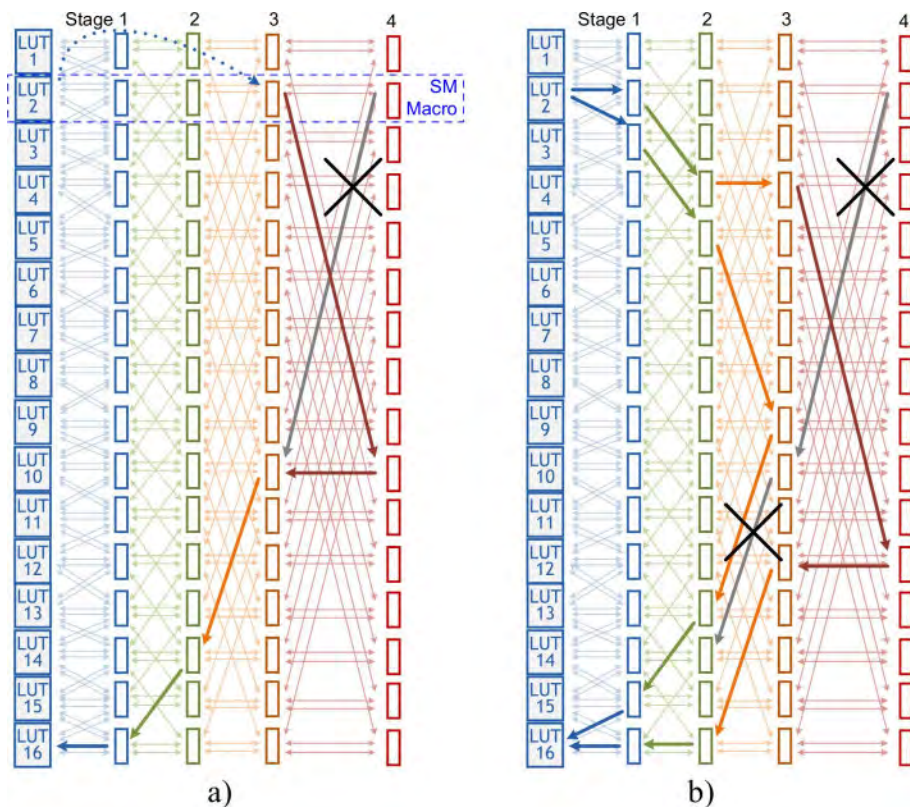 Stage 1 2 3 4
LUT
1
LUT
2
SM
Macro
LUT
3
LUT
4
LUT
5
LUT
6
LUT
7
LUT
8
LUT
9
LUT
10
LUT
11
LUT
12
LUT
13
LUT
14
LUT
15
LUT
16
a)
Stage 1 2 3 4
LUT
1
LUT
2
LUT
3
LUT
4
LUT
5
LUT
6
LUT
7
LUT
8
LUT
9
LUT
10
LUT
11
LUT
12
LUT
13
LUT
14
LUT
15
LUT
16
b)